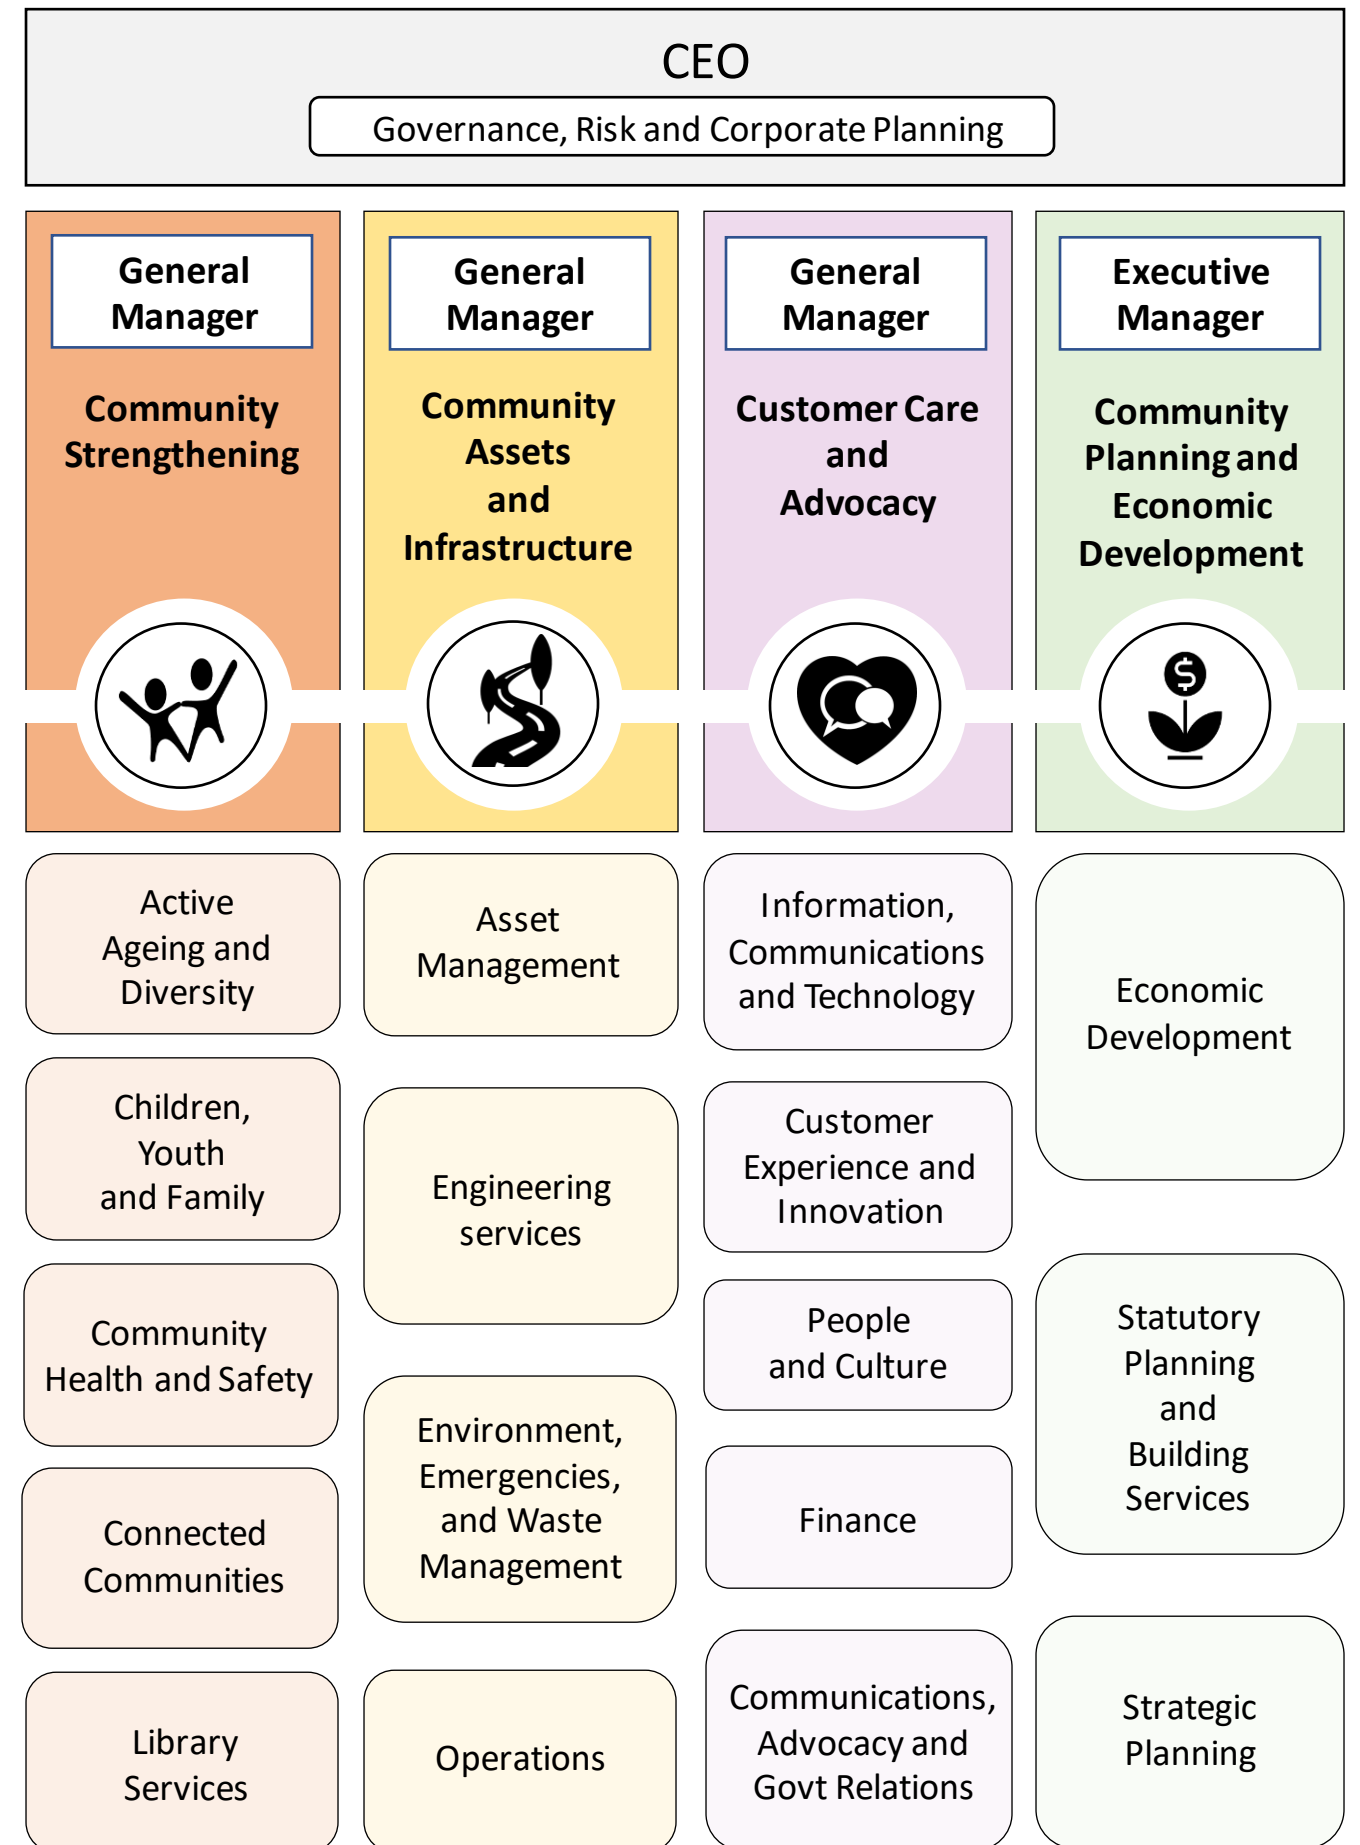 CEO
Governance, Risk and Corporate Planning
General
Manager
Community
Strengthening
Active
Ageing and
Diversity
Children,
Youth
and Family
Community
Health and Safety
Connected
Communities
Library
Services
General
Manager
Community
Assets
and
Infrastructure
Asset
Management
Engineering
services
Environment,
Emergencies,
and Waste
Management
Operations
General
Manager
Customer Care
and
Advocacy
Information,
Communications
and Technology
Customer
Experience and
Innovation
People
and Culture
Finance
Communications,
Advocacy and
Govt Relations
Executive
Manager
Community
Planning and
Economic
Development
$
Economic
Development
Statutory
Planning
and
Building
Services
Strategic
Planning